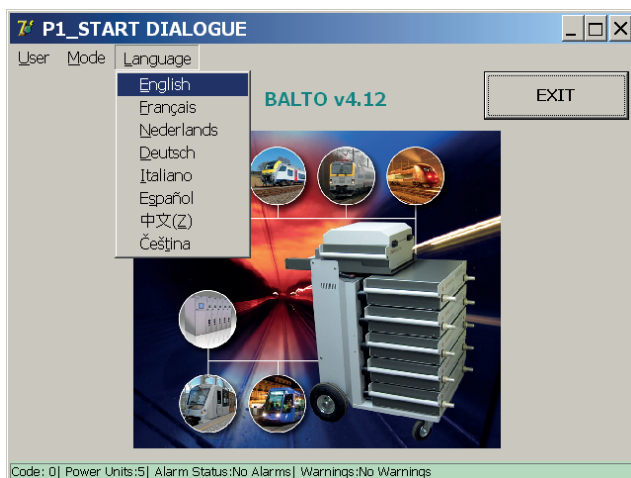 P1_START DIALOGUE
User Mode Language
English
Français
Nederlands
Deutsch
Italiano
Español
中文(Z)
Čeština
BALTO v4.12
EXIT
Code: 0| Power Units:5| Alarm Status:No Alarms| Warnings:No Warnings